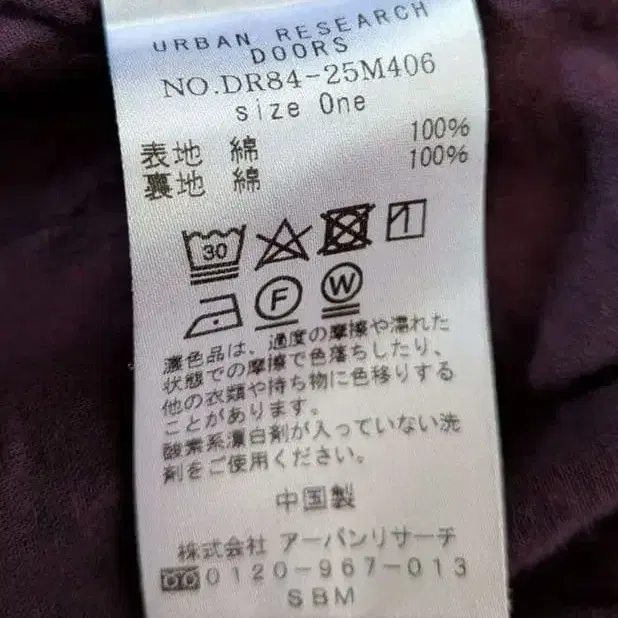 URBAN RESEARCH
DOORS
NO.DR84-25M406
size One
表地 綿 100%
裏地 綿 100%
30
F W
濃色品は、過度の摩擦や濡れた
状態での摩擦で色落ちしたり、
他の衣類や持ち物に色移りする
ことがあります。
酸素系漂白剤が入っていない洗
剤をご使用ください。
中国製
株式会社 アーバンリサーチ
0120-967-013
SBM